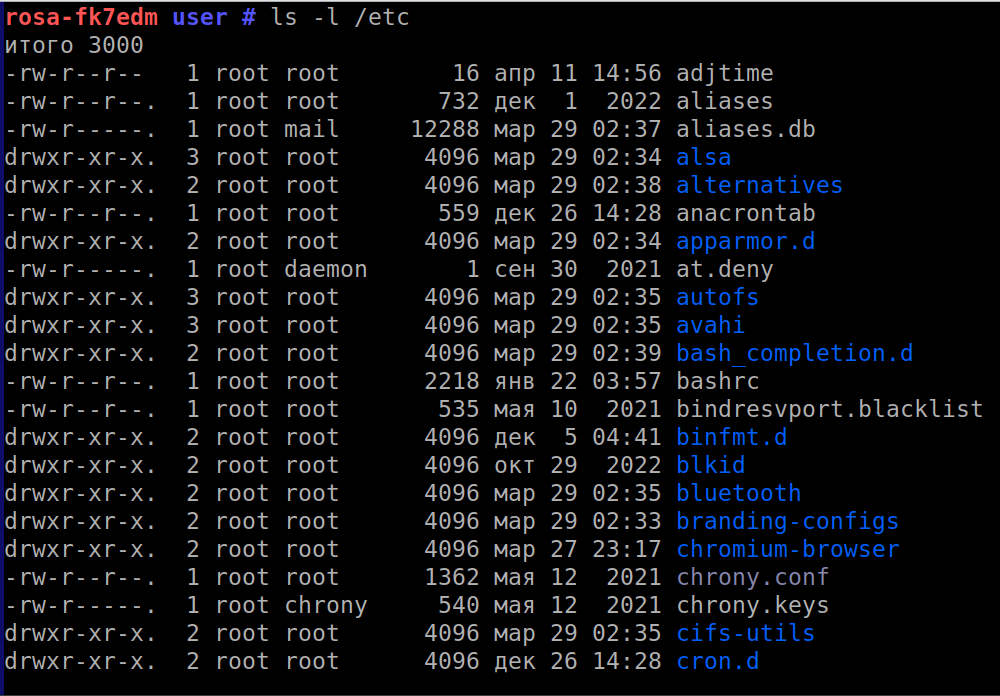 rosa-fk7edm user # ls -l /etc
итого 3000
-rw-r--r--   1 root root        16 апр 11 14:56 adjtime
-rw-r--r--.  1 root root       732 дек  1  2022 aliases
-rw-r-----.  1 root mail     12288 мар 29 02:37 aliases.db
drwxr-xr-x.  3 root root      4096 мар 29 02:34 alsa
drwxr-xr-x.  2 root root      4096 мар 29 02:38 alternatives
-rw-r--r--.  1 root root       559 дек 26 14:28 anacrontab
drwxr-xr-x.  2 root root      4096 мар 29 02:34 apparmor.d
-rw-r-----.  1 root daemon       1 сен 30  2021 at.deny
drwxr-xr-x.  3 root root      4096 мар 29 02:35 autofs
drwxr-xr-x.  3 root root      4096 мар 29 02:35 avahi
drwxr-xr-x.  2 root root      4096 мар 29 02:39 bash_completion.d
-rw-r--r--.  1 root root      2218 янв 22 03:57 bashrc
-rw-r--r--.  1 root root       535 мая 10  2021 bindresvport.blacklist
drwxr-xr-x.  2 root root      4096 дек  5 04:41 binfmt.d
drwxr-xr-x.  2 root root      4096 окт 29  2022 blkid
drwxr-xr-x.  2 root root      4096 мар 29 02:35 bluetooth
drwxr-xr-x.  2 root root      4096 мар 29 02:33 branding-configs
drwxr-xr-x.  2 root root      4096 мар 27 23:17 chromium-browser
-rw-r--r--.  1 root root      1362 мая 12  2021 chrony.conf
-rw-r-----.  1 root chrony     540 мая 12  2021 chrony.keys
drwxr-xr-x.  2 root root      4096 мар 29 02:35 cifs-utils
drwxr-xr-x.  2 root root      4096 дек 26 14:28 cron.d